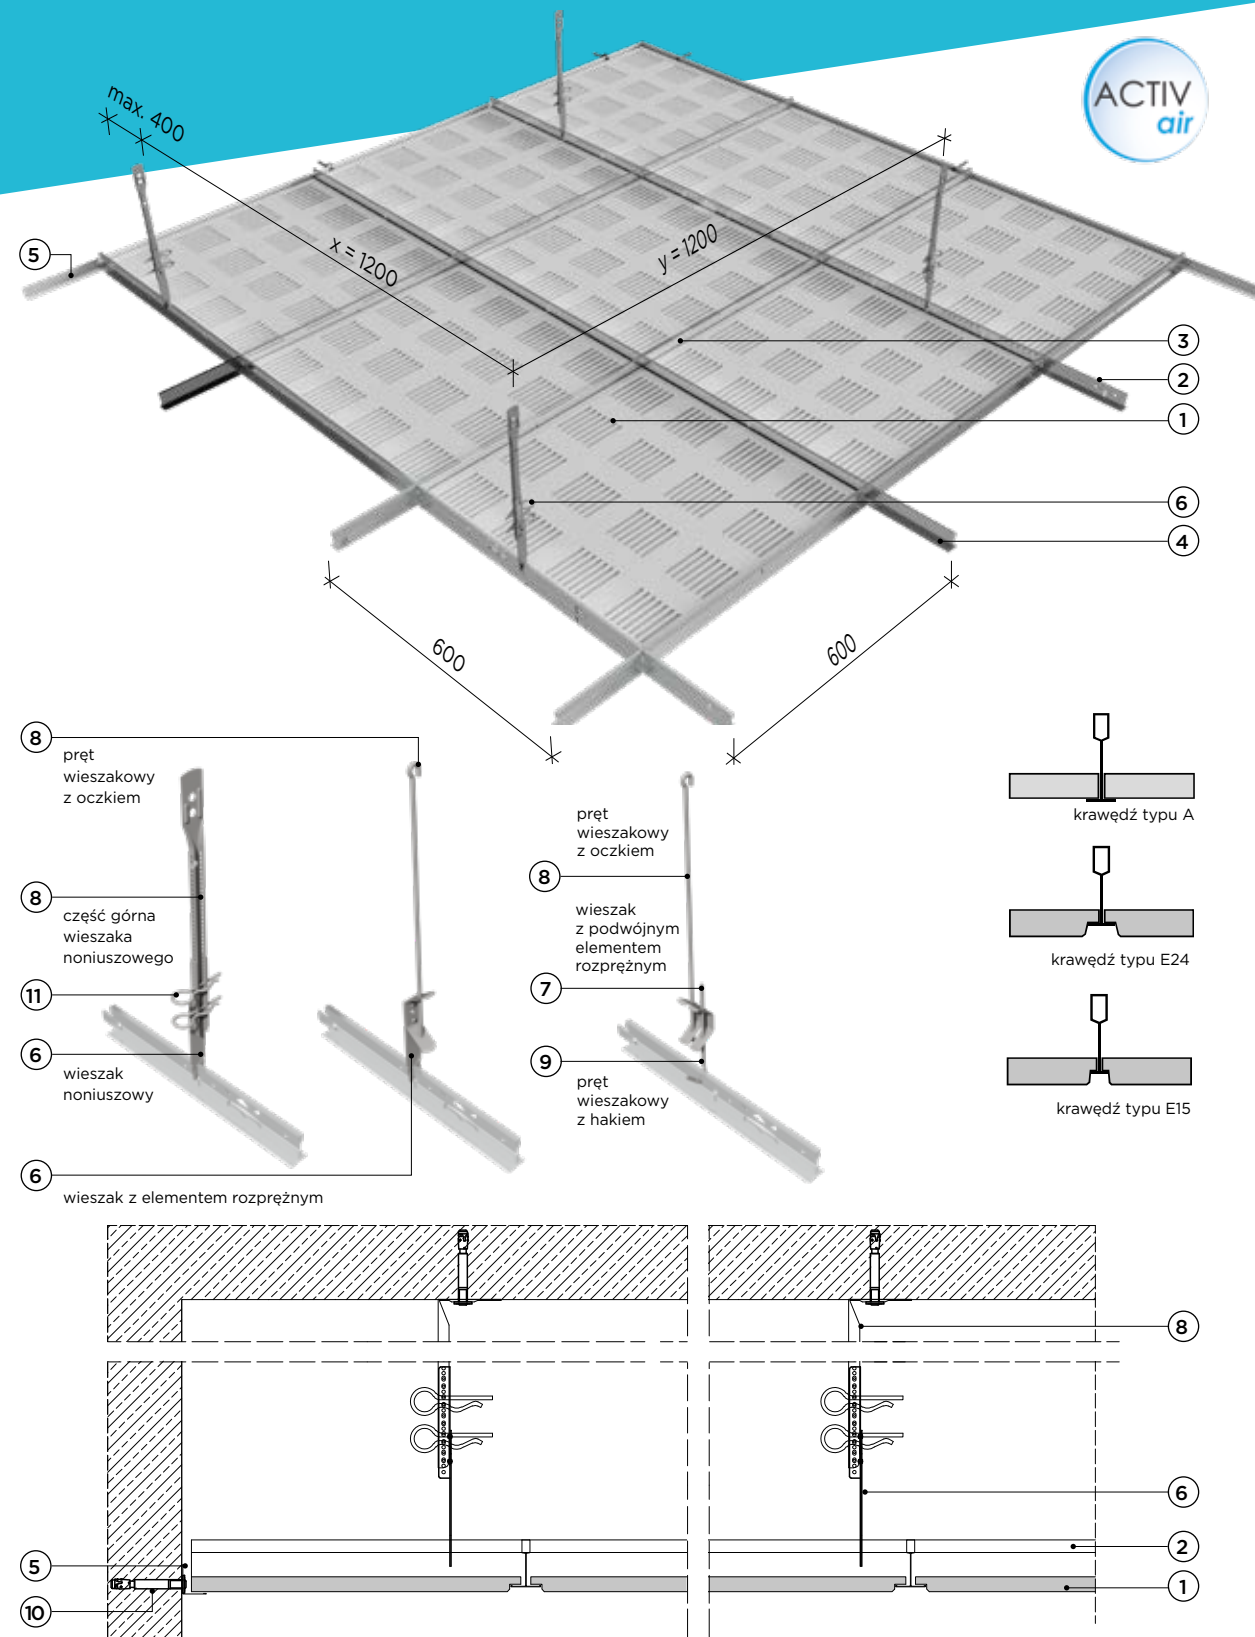 ACTIV
air
max. 400
x = 1200
y = 1200
5
3
2
1
6
4
600
600
8
pręt
wieszakowy
z oczkiem
8
część górna
wieszaka
noniuszowego
11
6
wieszak
noniuszowy
6
wieszak z elementem rozprężnym
pręt
wieszakowy
z oczkiem
8
wieszak
z podwójnym
elementem
rozprężnym
7
9
pręt
wieszakowy
z hakiem
krawędź typu A
krawędź typu E24
krawędź typu E15
8
6
2
1
5
10